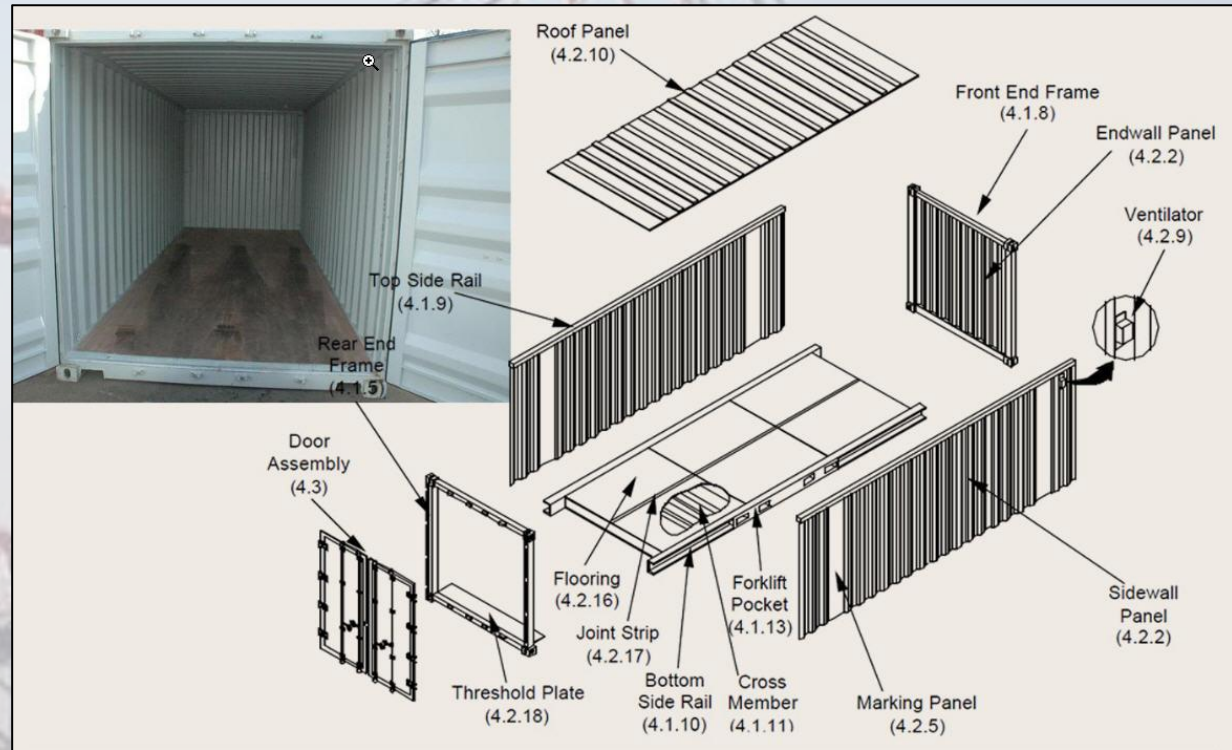 Roof Panel
(4.2.10)
Front End Frame
(4.1.8)
Endwall Panel
(4.2.2)
Ventilator
(4.2.9)
Top Side Rail
(4.1.9)
Rear End
Frame
(4.1.5)
Door
Assembly
(4.3)
Flooring
(4.2.16)
Joint Strip
(4.2.17)
Forklift
Pocket
(4.1.13)
Sidewall
Panel
(4.2.2)
Threshold Plate
(4.2.18)
Bottom
Side Rail
(4.1.10)
Cross
Member
(4.1.11)
Marking Panel
(4.2.5)